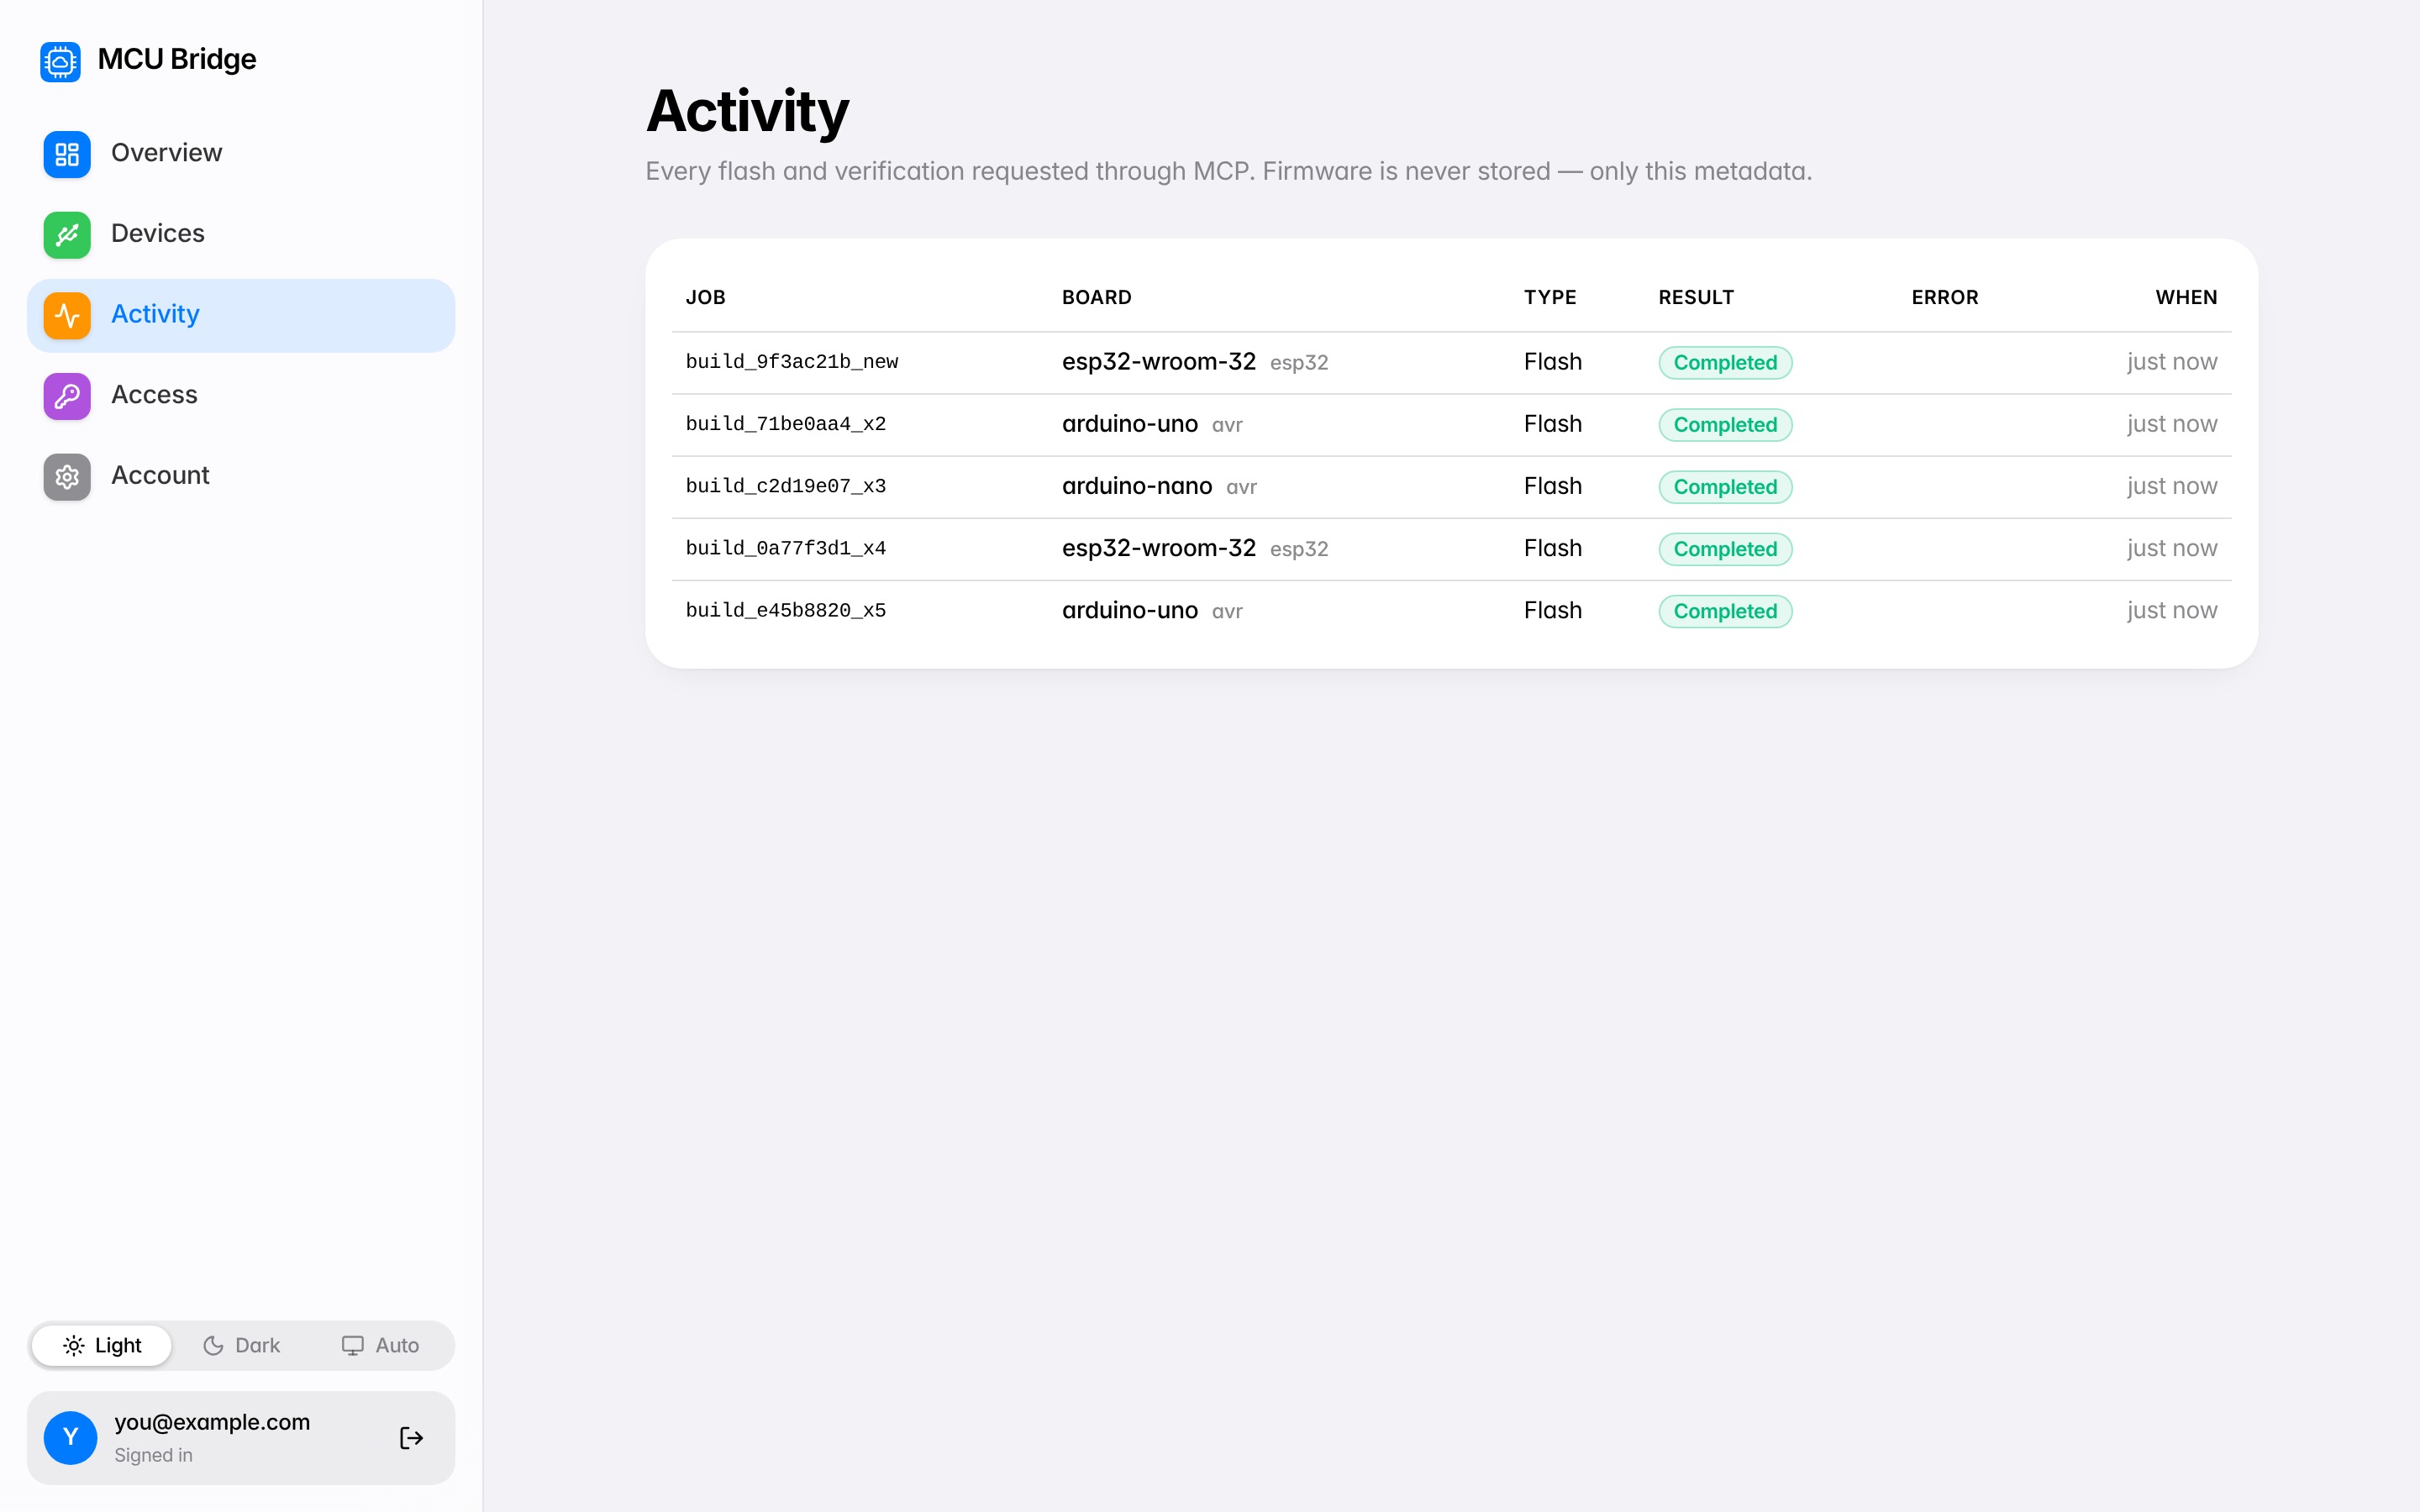 MCU Bridge
Overview
Devices
Activity
Access
Account
Light Dark Auto
Y
you@example.com
Signed in
Activity
Every flash and verification requested through MCP. Firmware is never stored — only this metadata.
JOB BOARD TYPE RESULT ERROR WHEN
build_9f3ac21b_new esp32-wroom-32 esp32 Flash Completed just now
build_71be0aa4_x2 arduino-uno avr Flash Completed just now
build_c2d19e07_x3 arduino-nano avr Flash Completed just now
build_0a77f3d1_x4 esp32-wroom-32 esp32 Flash Completed just now
build_e45b8820_x5 arduino-uno avr Flash Completed just now